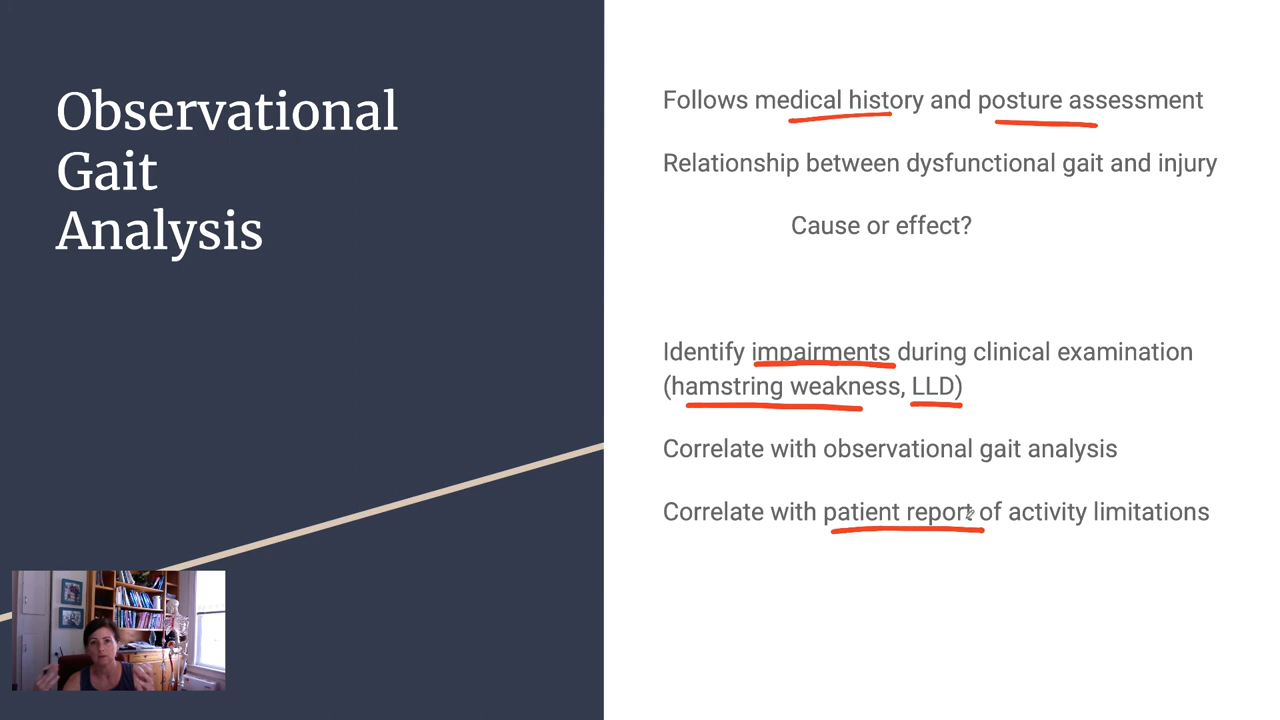 Observational
Gait
Analysis
Follows medical history and posture assessment
Relationship between dysfunctional gait and injury
Cause or effect?
Identify impairments during clinical examination
(hamstring weakness, LLD)
Correlate with observational gait analysis
Correlate with patient report of activity limitations